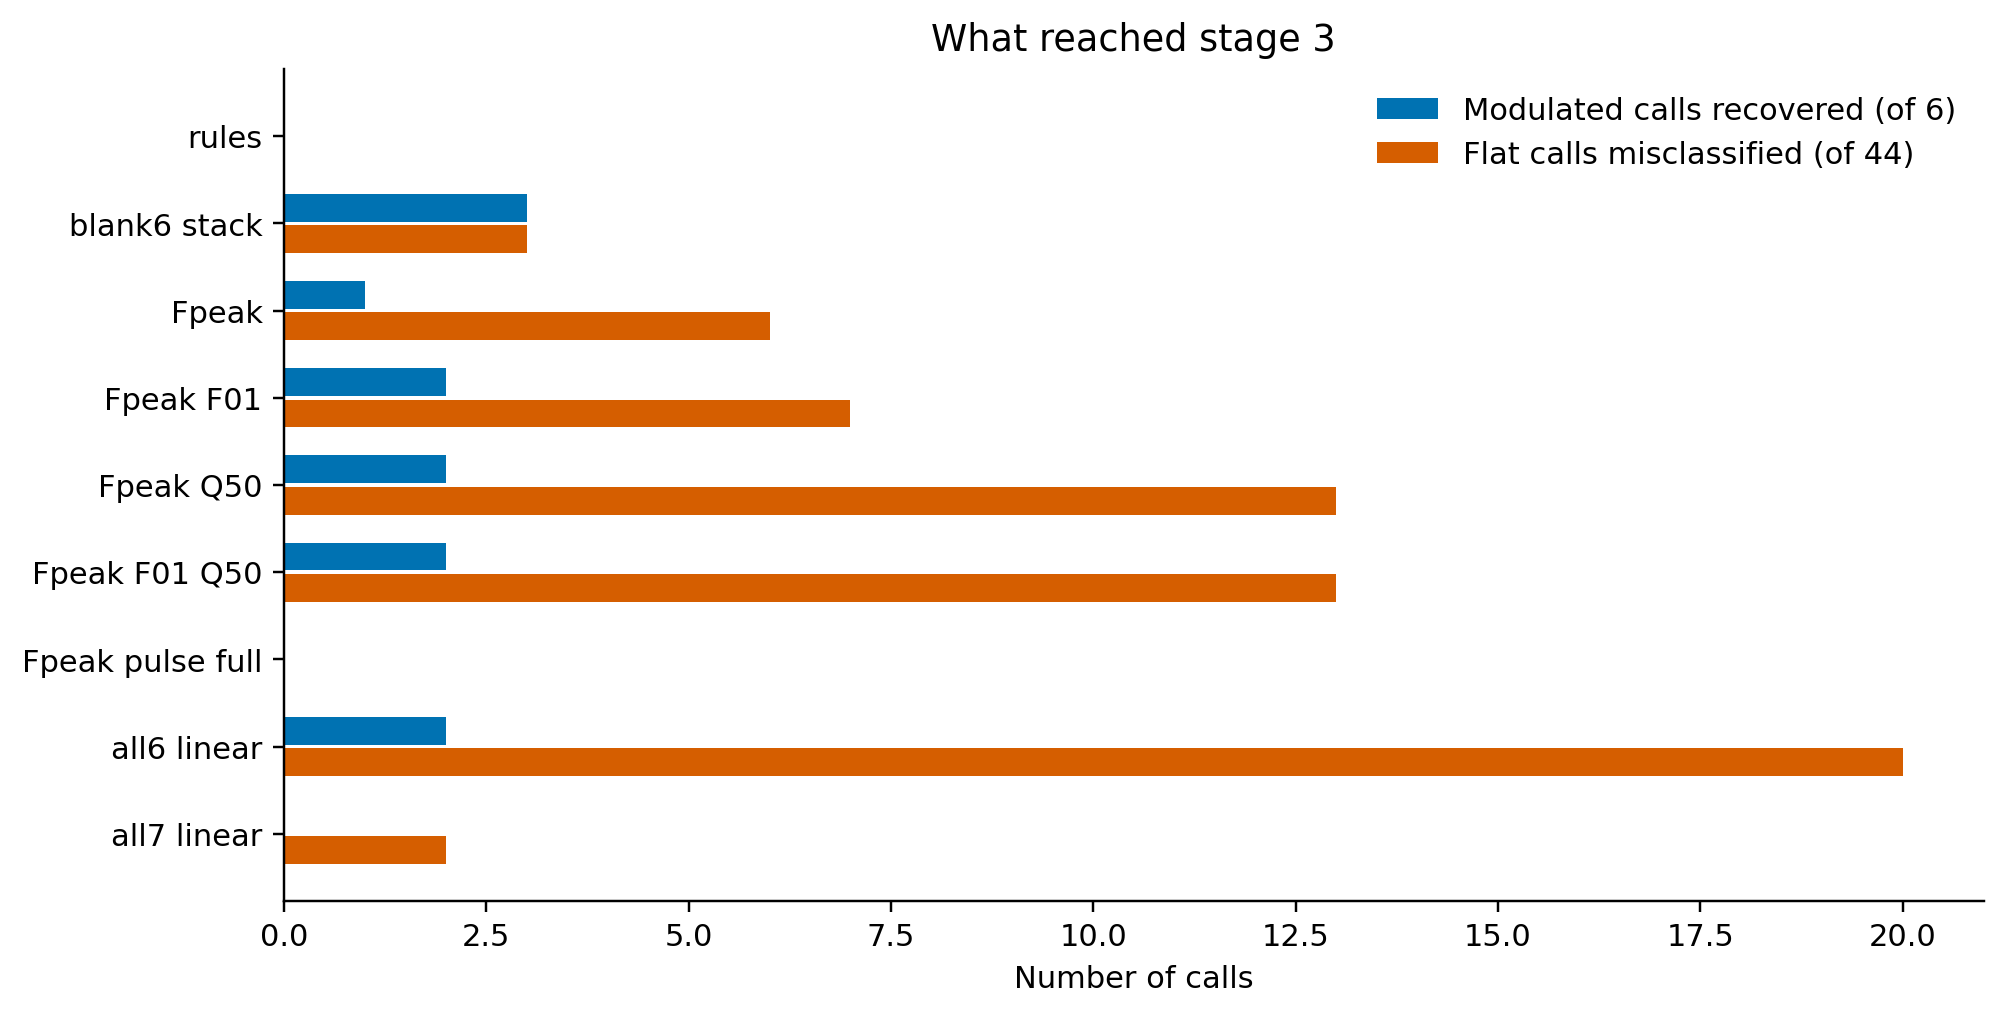 What reached stage 3
Modulated calls recovered (of 6)
Flat calls misclassified (of 44)
rules
blank6 stack
Fpeak
Fpeak F01
Fpeak Q50
Fpeak F01 Q50
Fpeak pulse full
all6 linear
all7 linear
0.0 2.5 5.0 7.5 10.0 12.5 15.0 17.5 20.0
Number of calls